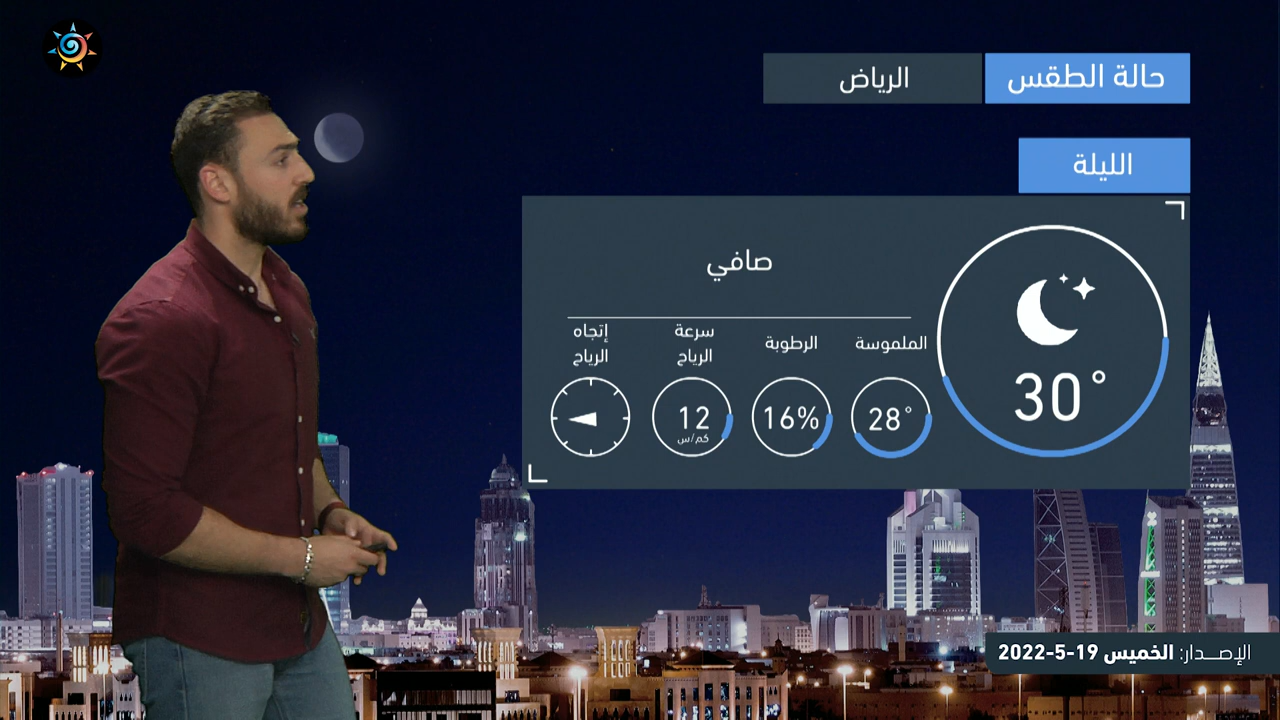 حالة الطقس
الرياض
الليلة
30°
صافي
الملموسة
28°
الرطوبة
16%
سرعة
الرياح
12
كم/س
إتجاه
الرياح
الإصـدار: الخميس 19-5-2022